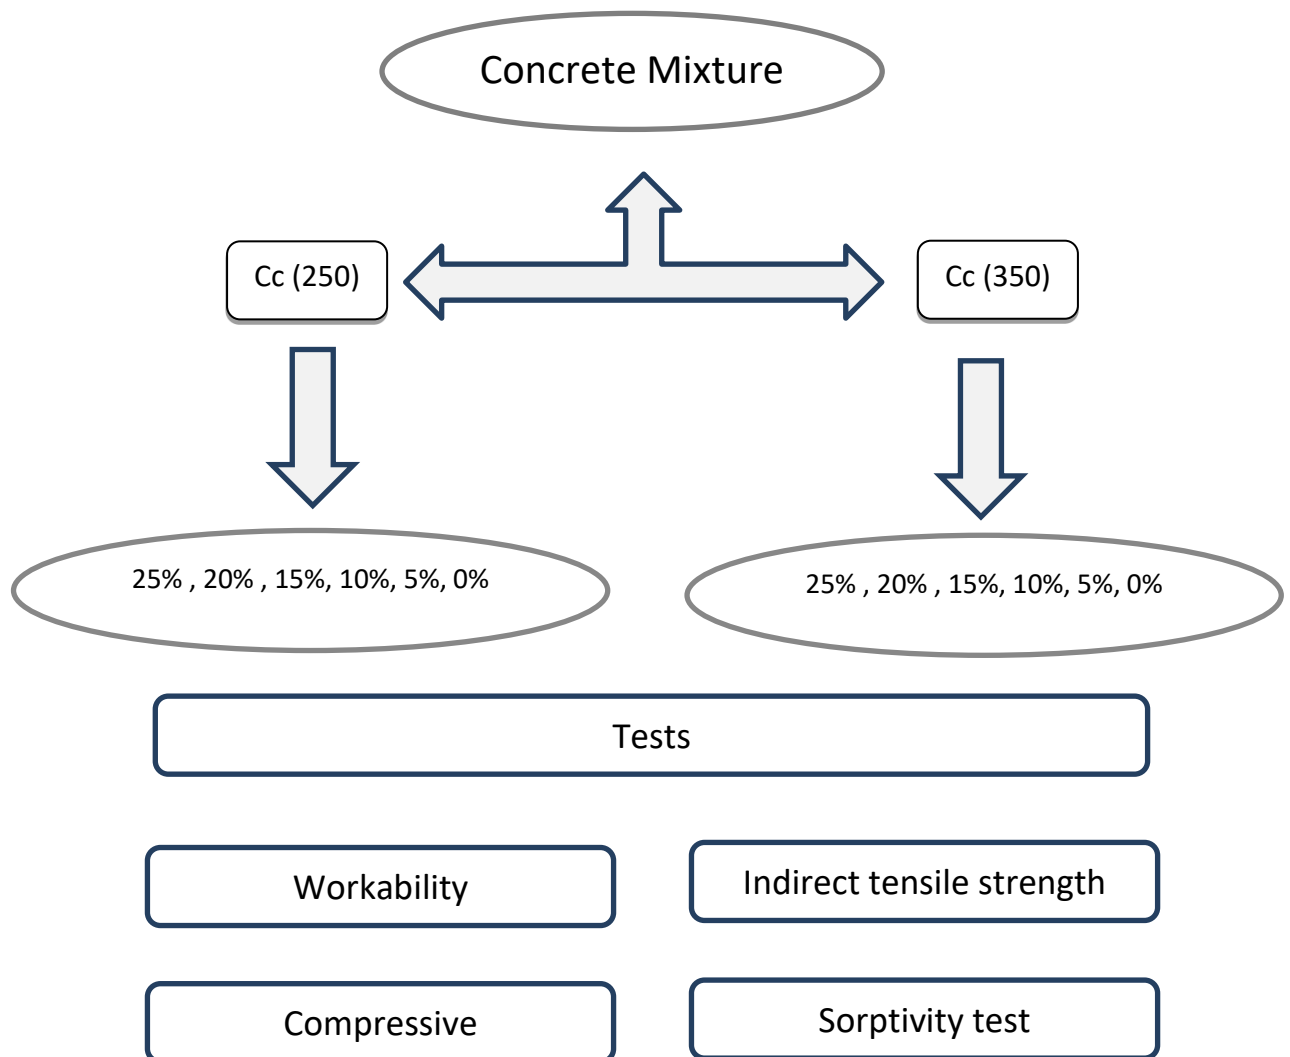 Concrete Mixture
Cc (250)
Cc (350)
25% , 20% , 15%, 10%, 5%, 0%
25% , 20% , 15%, 10%, 5%, 0%
Tests
Workability
Indirect tensile strength
Compressive
Sorptivity test